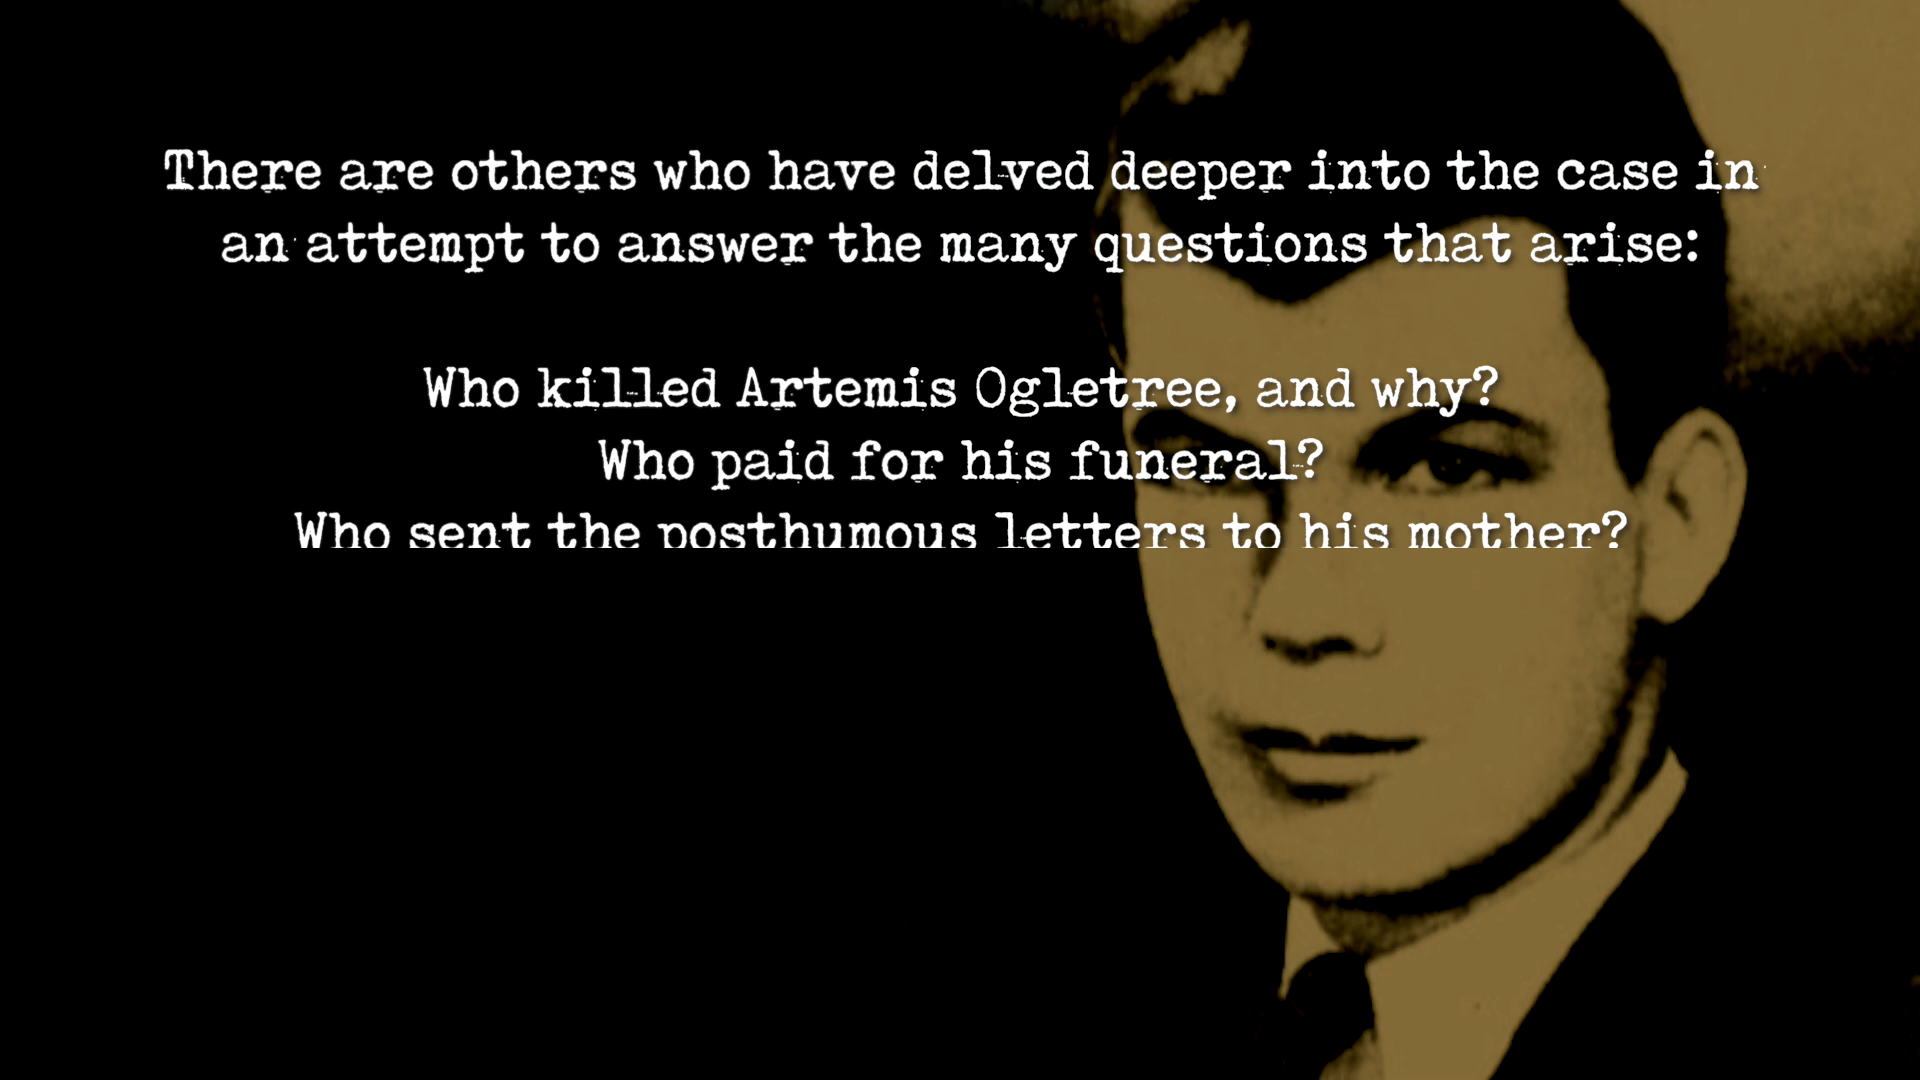 There are others who have delved deeper into the case in
an attempt to answer the many questions that arise:
Who killed Artemis Ogletree, and why?
Who paid for his funeral?
Who sent the posthumous letters to his mother?